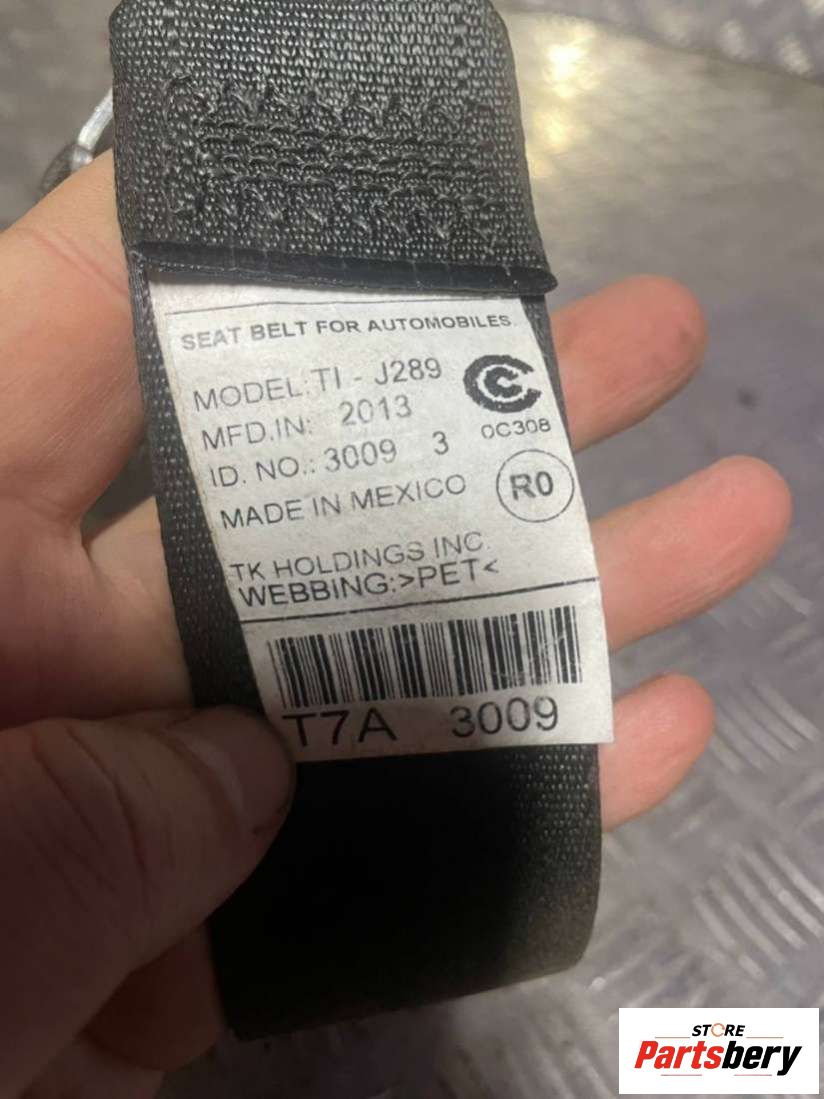 SEAT BELT FOR AUTOMOBILES.
MODEL: TI - J289
MFD.IN: 2013
ID. NO.: 3009 3
0C308
MADE IN MEXICO
R0
TK HOLDINGS INC.
WEBBING:>PET<
T7A 3009
STORE
Partsbery